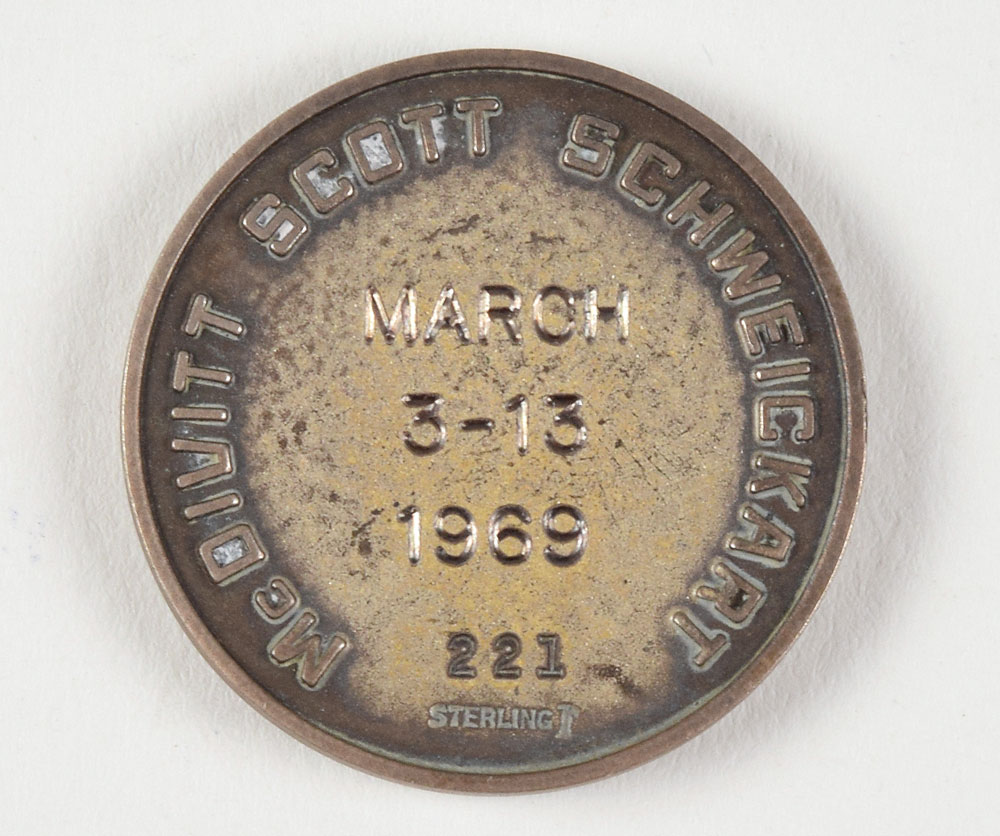 McDIVITT SCOTT SCHWEICKART
MARCH
3-13
1969
221
STERLING